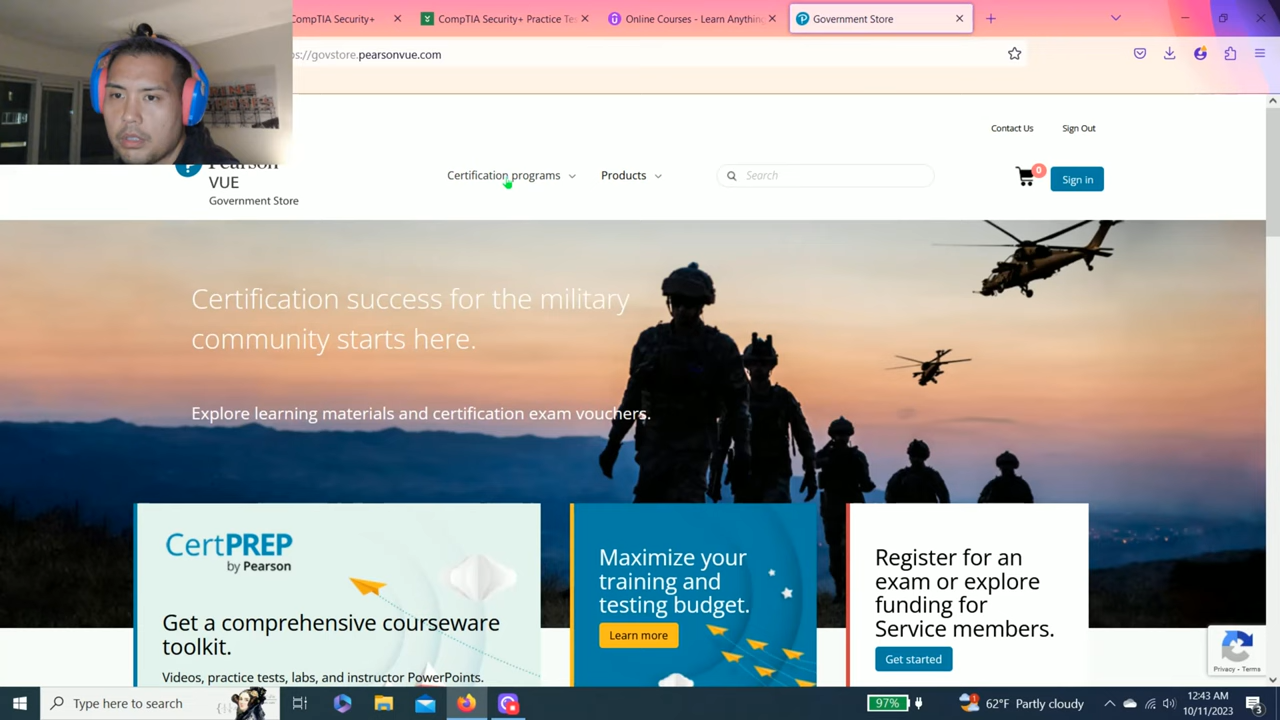 CompTIA Security+
CompTIA Security+ Practice Te
Online Courses - Learn Anything
Government Store
s://govstore.pearsonvue.com
Contact Us
Sign Out
Pearson
VUE
Government Store
Certification programs
Products
Search
0
Sign in
Certification success for the military
community starts here.
Explore learning materials and certification exam vouchers.
CertPREP
by Pearson
Get a comprehensive courseware
toolkit.
Videos, practice tests, labs, and instructor PowerPoints.
Maximize your
training and
testing budget.
Learn more
Register for an
exam or explore
funding for
Service members.
Get started
Privacy - Terms
Type here to search
97%
1
62°F Partly cloudy
12:43 AM
10/11/2023
3